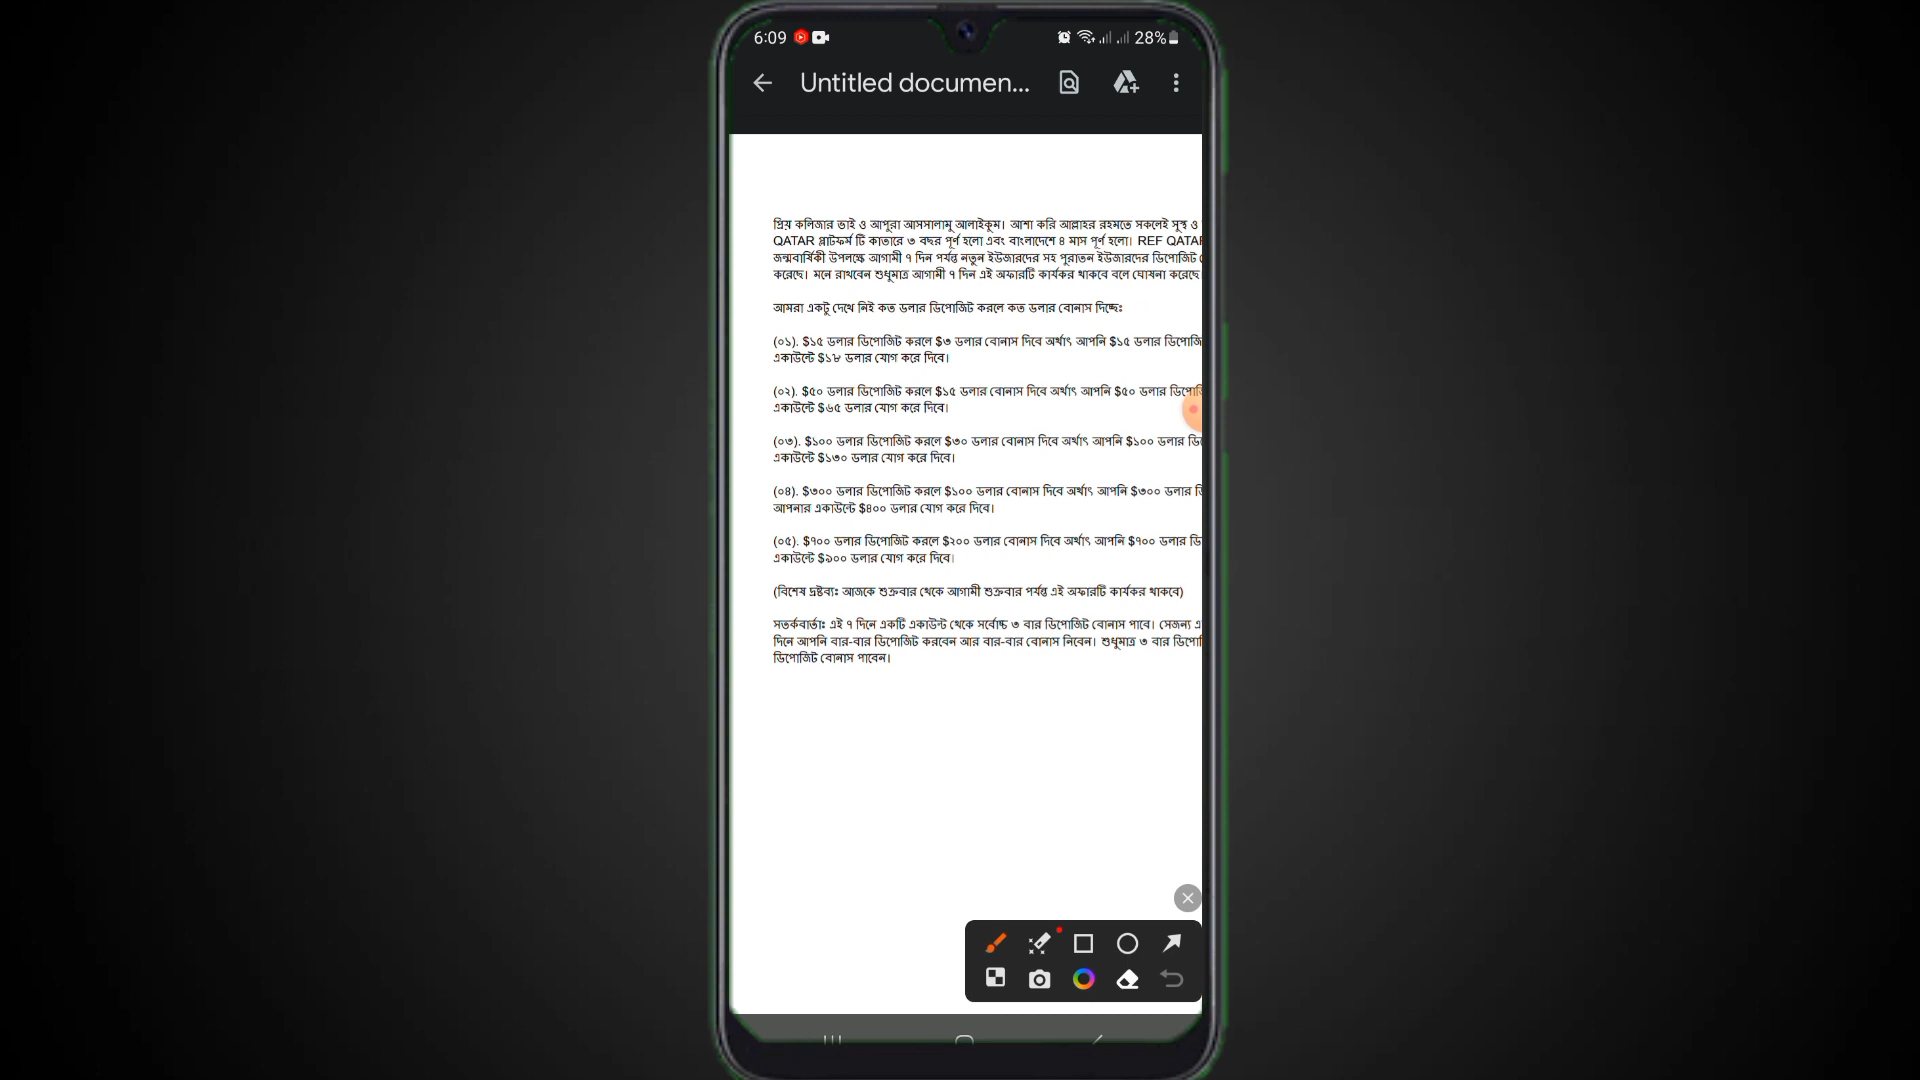 6:09 28%
Untitled documen...
প্রিয় কলিজার ভাই ও আপুরা আসসালামু আলাইকুম। আশা করি আল্লাহর রহমতে সকলেই সুস্থ ও
QATAR প্লাটফর্ম টি কাতারে ৩ বছর পূর্ণ হলো এবং বাংলাদেশে ৪ মাস পূর্ণ হলো। REF QATAR
জন্মবার্ষিকী উপলক্ষে আগামী ৭ দিন পর্যন্ত নতুন ইউজারদের সহ পুরাতন ইউজারদের ডিপোজিট
করেছে। মনে রাখবেন শুধুমাত্র আগামী ৭ দিন এই অফারটি কার্যকর থাকবে বলে ঘোষনা করেছে
আমরা একটু দেখে নিই কত ডলার ডিপোজিট করলে কত ডলার বোনাস দিচ্ছেঃ
(০১). $১৫ ডলার ডিপোজিট করলে $৩ ডলার বোনাস দিবে অর্থাৎ আপনি $১৫ ডলার ডিপোজি
একাউন্টে $১৮ ডলার যোগ করে দিবে।
(০২). $৫০ ডলার ডিপোজিট করলে $১৫ ডলার বোনাস দিবে অর্থাৎ আপনি $৫০ ডলার ডিপোজি
একাউন্টে $৬৫ ডলার যোগ করে দিবে।
(০৩). $১০০ ডলার ডিপোজিট করলে $৩০ ডলার বোনাস দিবে অর্থাৎ আপনি $১০০ ডলার ডি
একাউন্টে $১৩০ ডলার যোগ করে দিবে।
(০৪). $৩০০ ডলার ডিপোজিট করলে $১০০ ডলার বোনাস দিবে অর্থাৎ আপনি $৩০০ ডলার ডি
আপনার একাউন্টে $৪০০ ডলার যোগ করে দিবে।
(০৫). $৭০০ ডলার ডিপোজিট করলে $২০০ ডলার বোনাস দিবে অর্থাৎ আপনি $৭০০ ডলার ডি
একাউন্টে $৯০০ ডলার যোগ করে দিবে।
(বিশেষ দ্রষ্টব্যঃ আজকে শুক্রবার থেকে আগামী শুক্রবার পর্যন্ত এই অফারটি কার্যকর থাকবে)
সতর্কবার্তাঃ এই ৭ দিনে একটি একাউন্ট থেকে সর্বোচ্চ ৩ বার ডিপোজিট বোনাস পাবে। সেজন্য এ
দিনে আপনি বার-বার ডিপোজিট করবেন আর বার-বার বোনাস নিবেন। শুধুমাত্র ৩ বার ডিপোজি
ডিপোজিট বোনাস পাবেন।